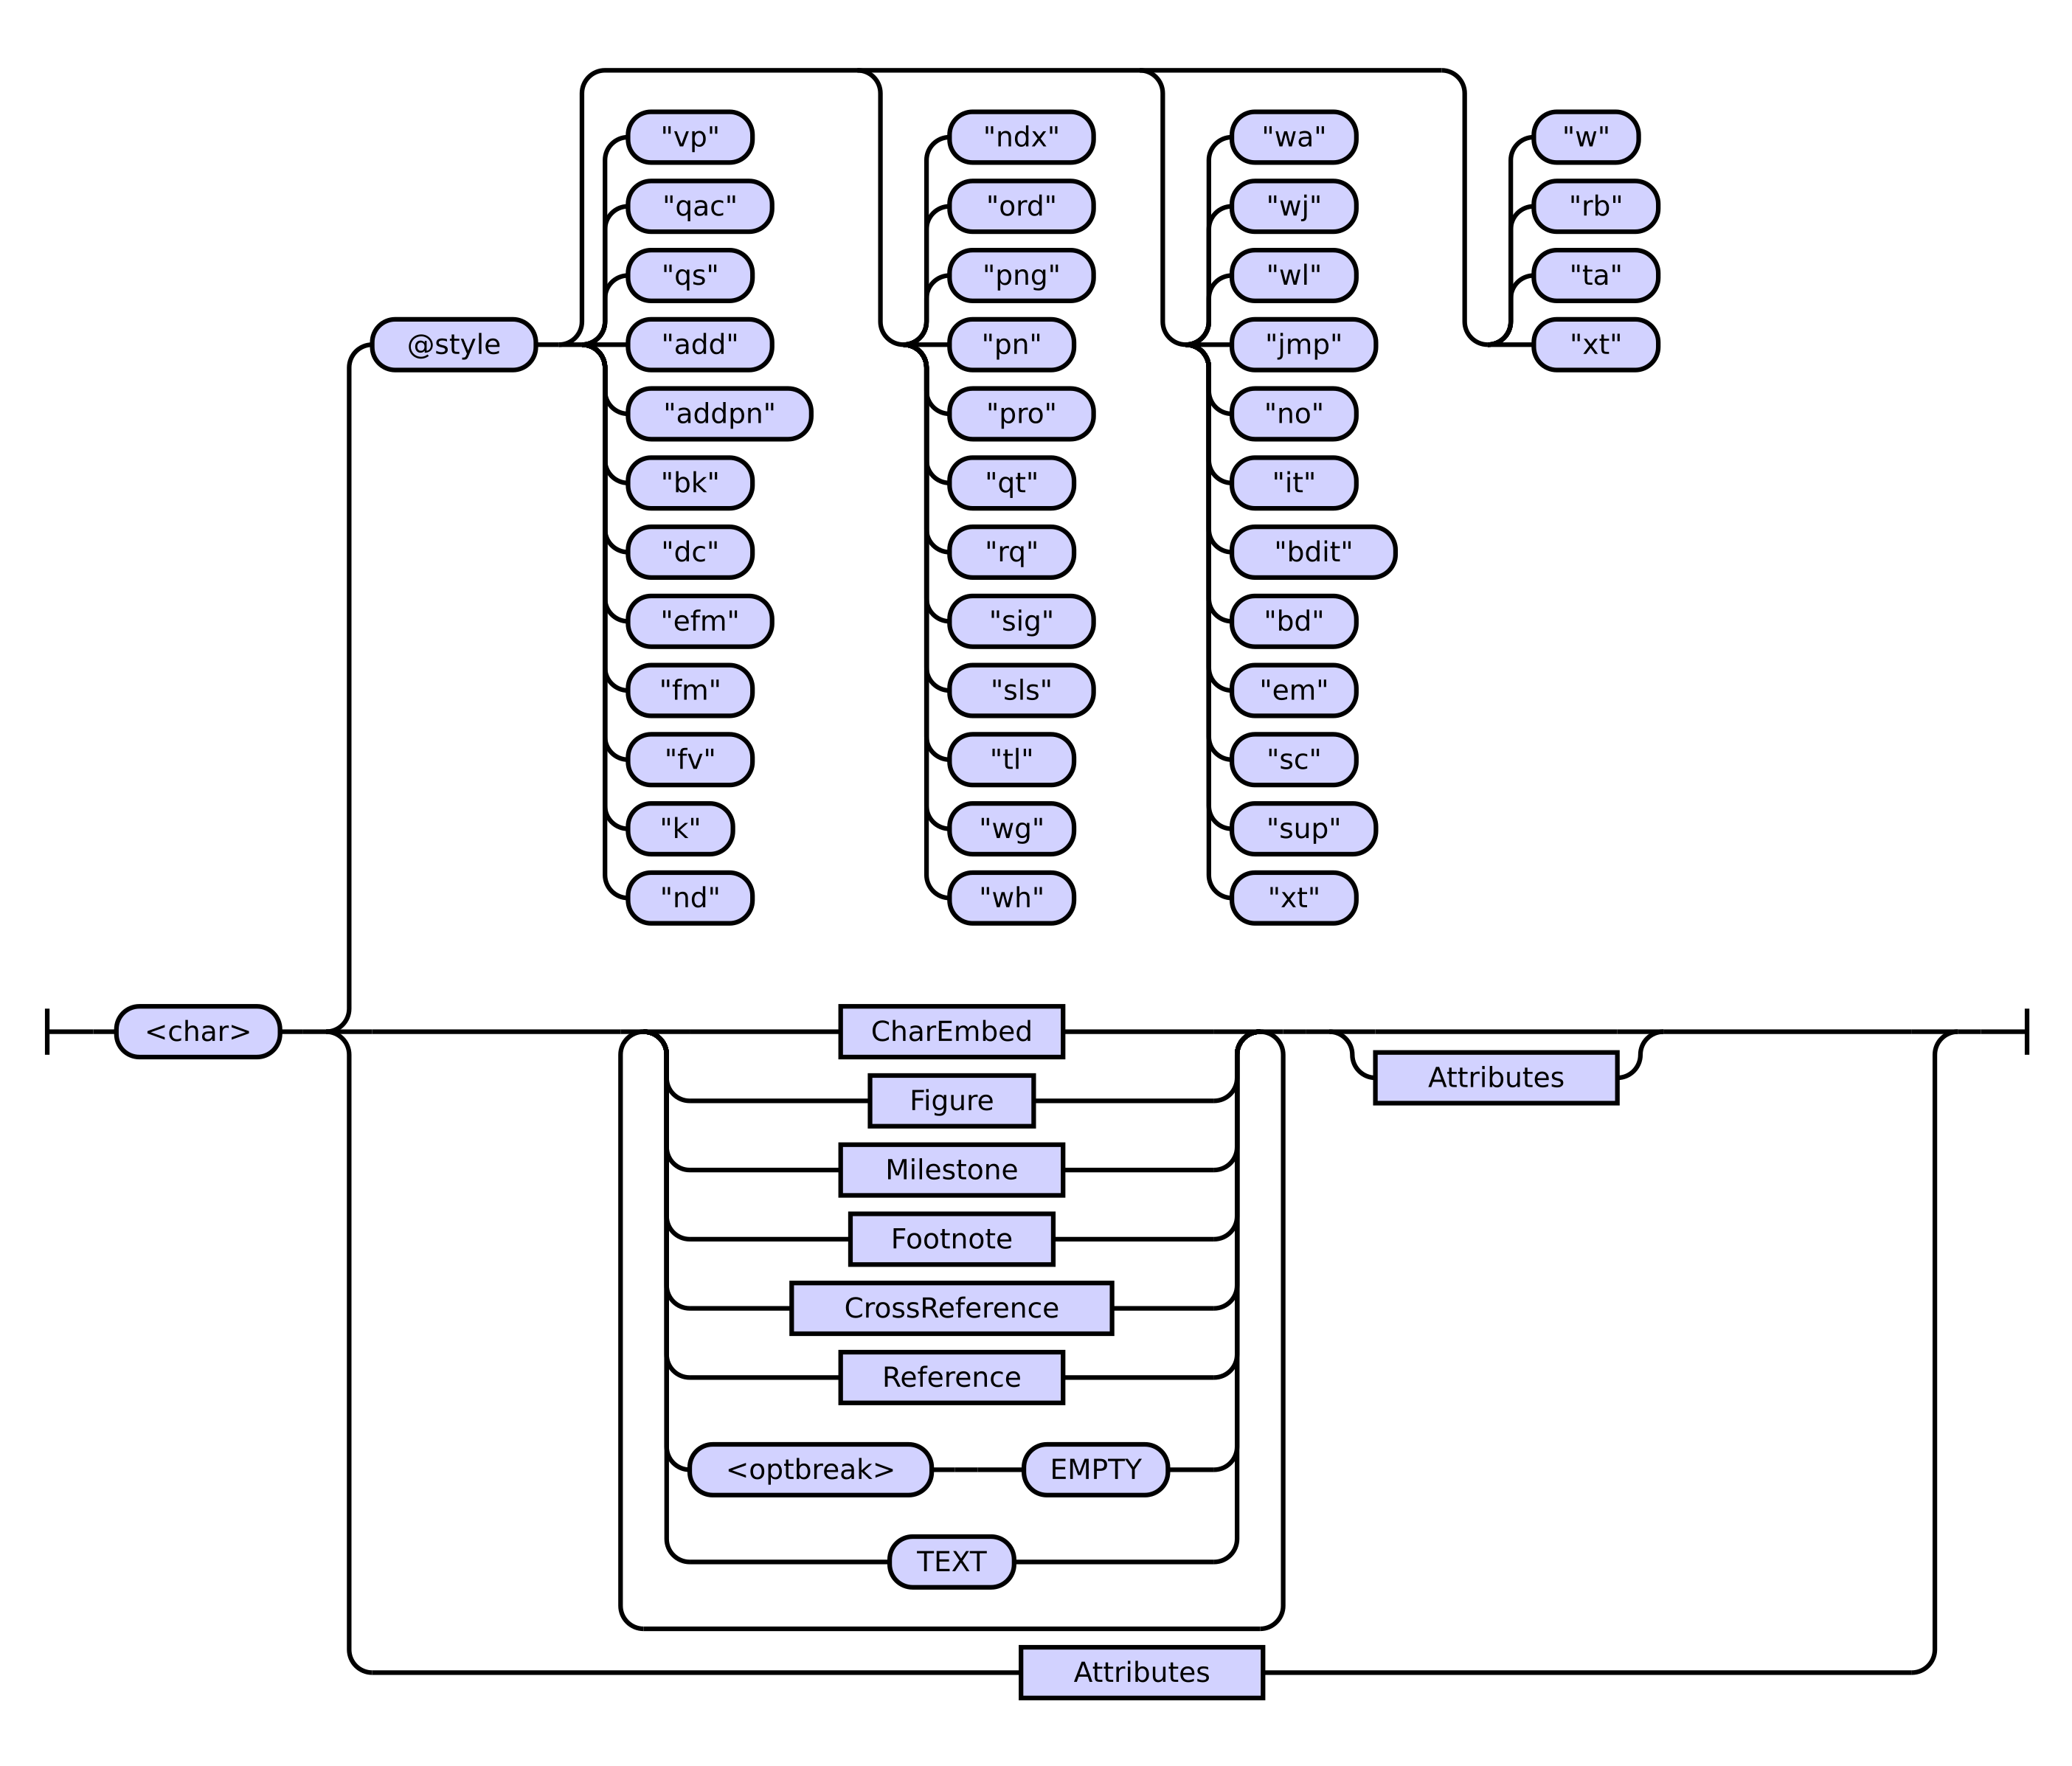 "vp"
"qac"
"qs"
@style
"add"
"addpn"
"bk"
"dc"
"efm"
"fm"
"fv"
"k"
"nd"
"ndx"
"ord"
"png"
"pn"
"pro"
"qt"
"rq"
"sig"
"sls"
"tl"
"wg"
"wh"
"wa"
"wj"
"wl"
"jmp"
"no"
"it"
"bdit"
"bd"
"em"
"sc"
"sup"
"xt"
"w"
"rb"
"ta"
"xt"
<char>
CharEmbed
Figure
Milestone
Footnote
CrossReference
Reference
<optbreak>
EMPTY
TEXT
Attributes
Attributes